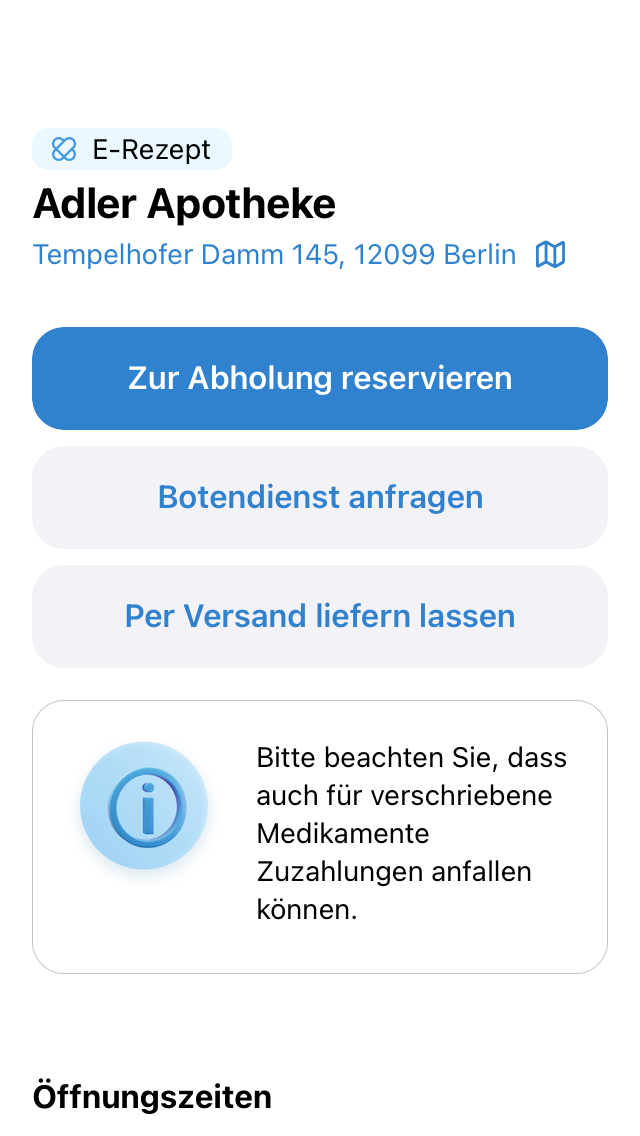 E-Rezept
Adler Apotheke
Tempelhofer Damm 145, 12099 Berlin
Zur Abholung reservieren
Botendienst anfragen
Per Versand liefern lassen
Bitte beachten Sie, dass
auch für verschriebene
Medikamente
Zuzahlungen anfallen
können.
Öffnungszeiten